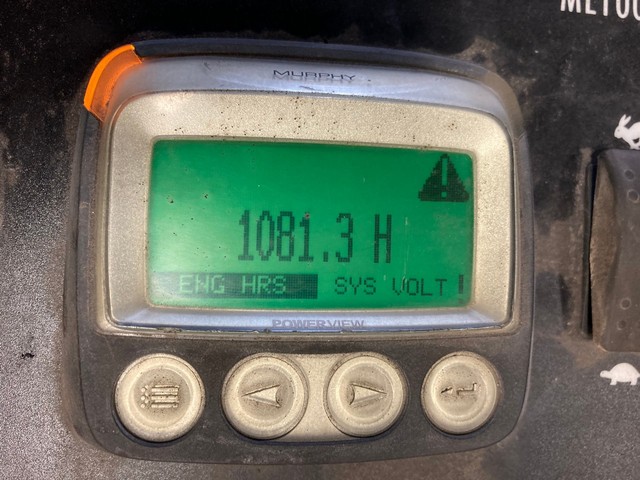 MURPHY
1081.3 H
ENG HRS SYS VOLT
POWERVIEW